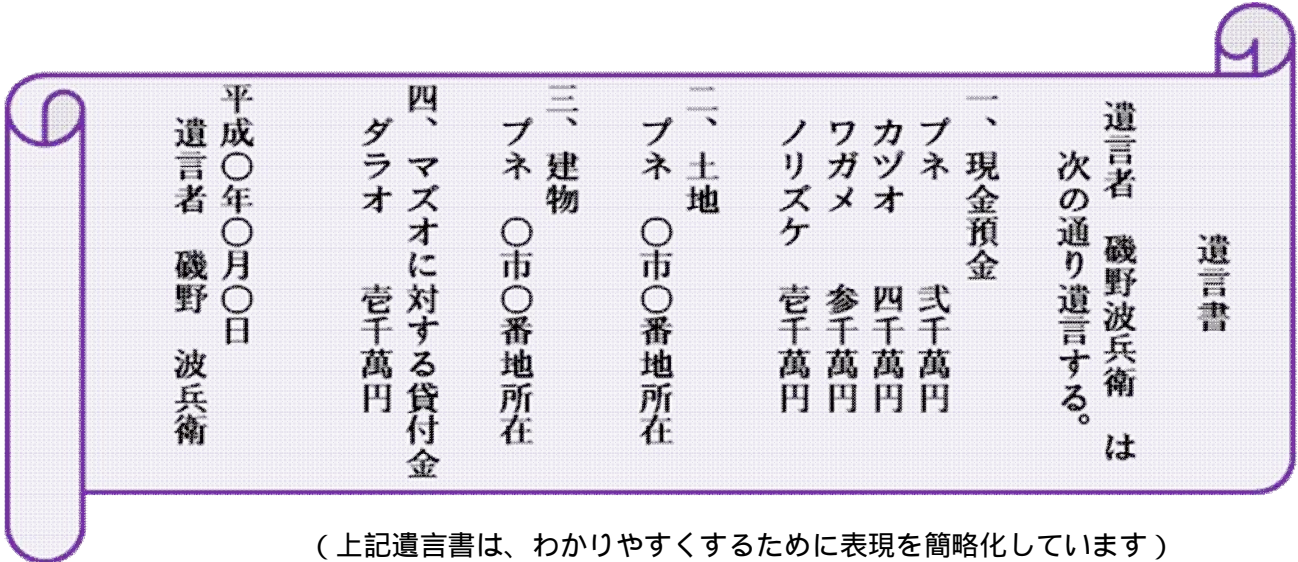 遺言書
遺言者　磯野波兵衛　は
次の通り遺言する。
一、現金預金
プネ　　　弐千萬円
カヅオ　　四千萬円
ワガメ　　参千萬円
ノリズケ　壱千萬円
二、土地
プネ　〇市〇番地所在
三、建物
プネ　〇市〇番地所在
四、マズオに対する貸付金
ダラオ　　壱千萬円
平成〇年〇月〇日
遺言者　磯野　波兵衛
(上記遺言書は、わかりやすくするために表現を簡略化しています)